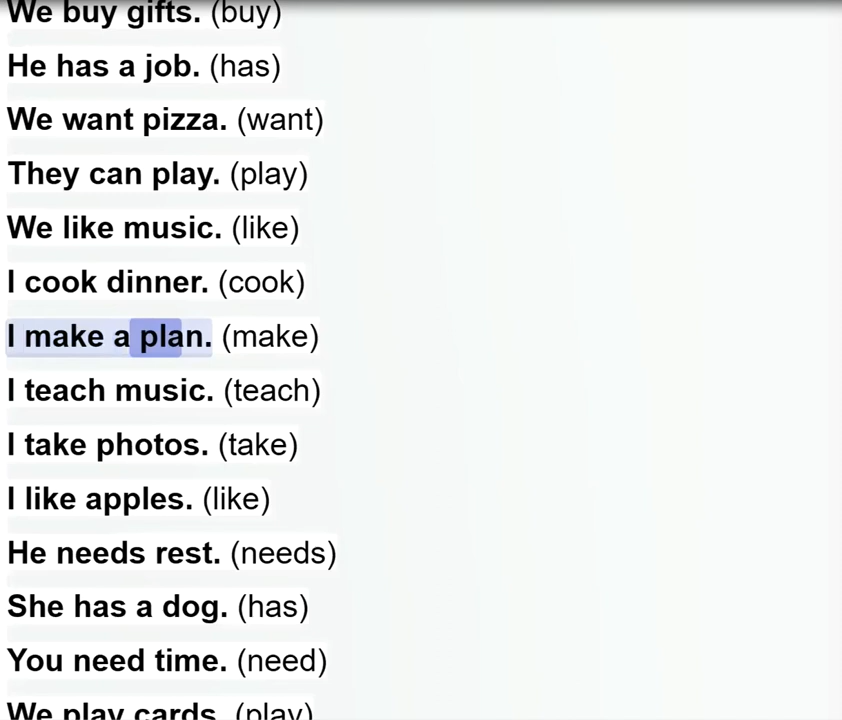 We buy gifts. (buy)
He has a job. (has)
We want pizza. (want)
They can play. (play)
We like music. (like)
I cook dinner. (cook)
I make a plan. (make)
I teach music. (teach)
I take photos. (take)
I like apples. (like)
He needs rest. (needs)
She has a dog. (has)
You need time. (need)
We play cards. (play)